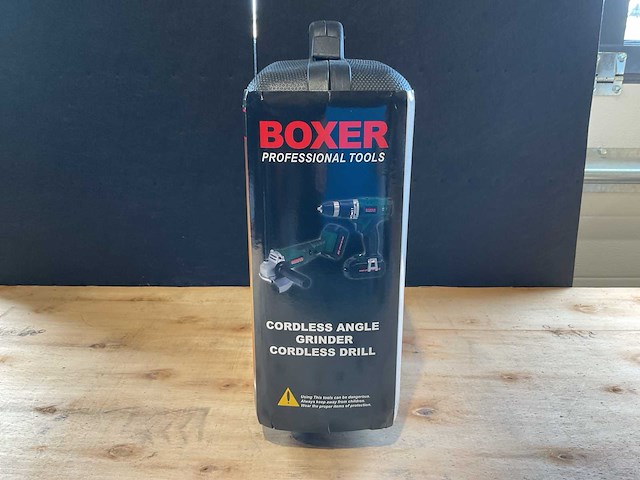 BOXER
PROFESSIONAL TOOLS
CORDLESS ANGLE
GRINDER
CORDLESS DRILL
Using This tools can be dangerous.
Always keep away from children.
Wear the proper items of protection.